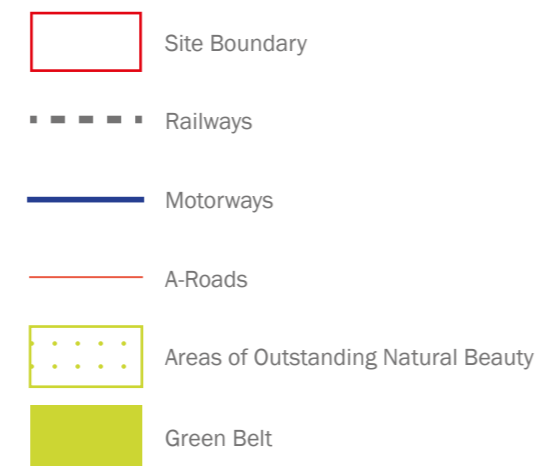 Site Boundary
Railways
Motorways
A-Roads
Areas of Outstanding Natural Beauty
Green Belt